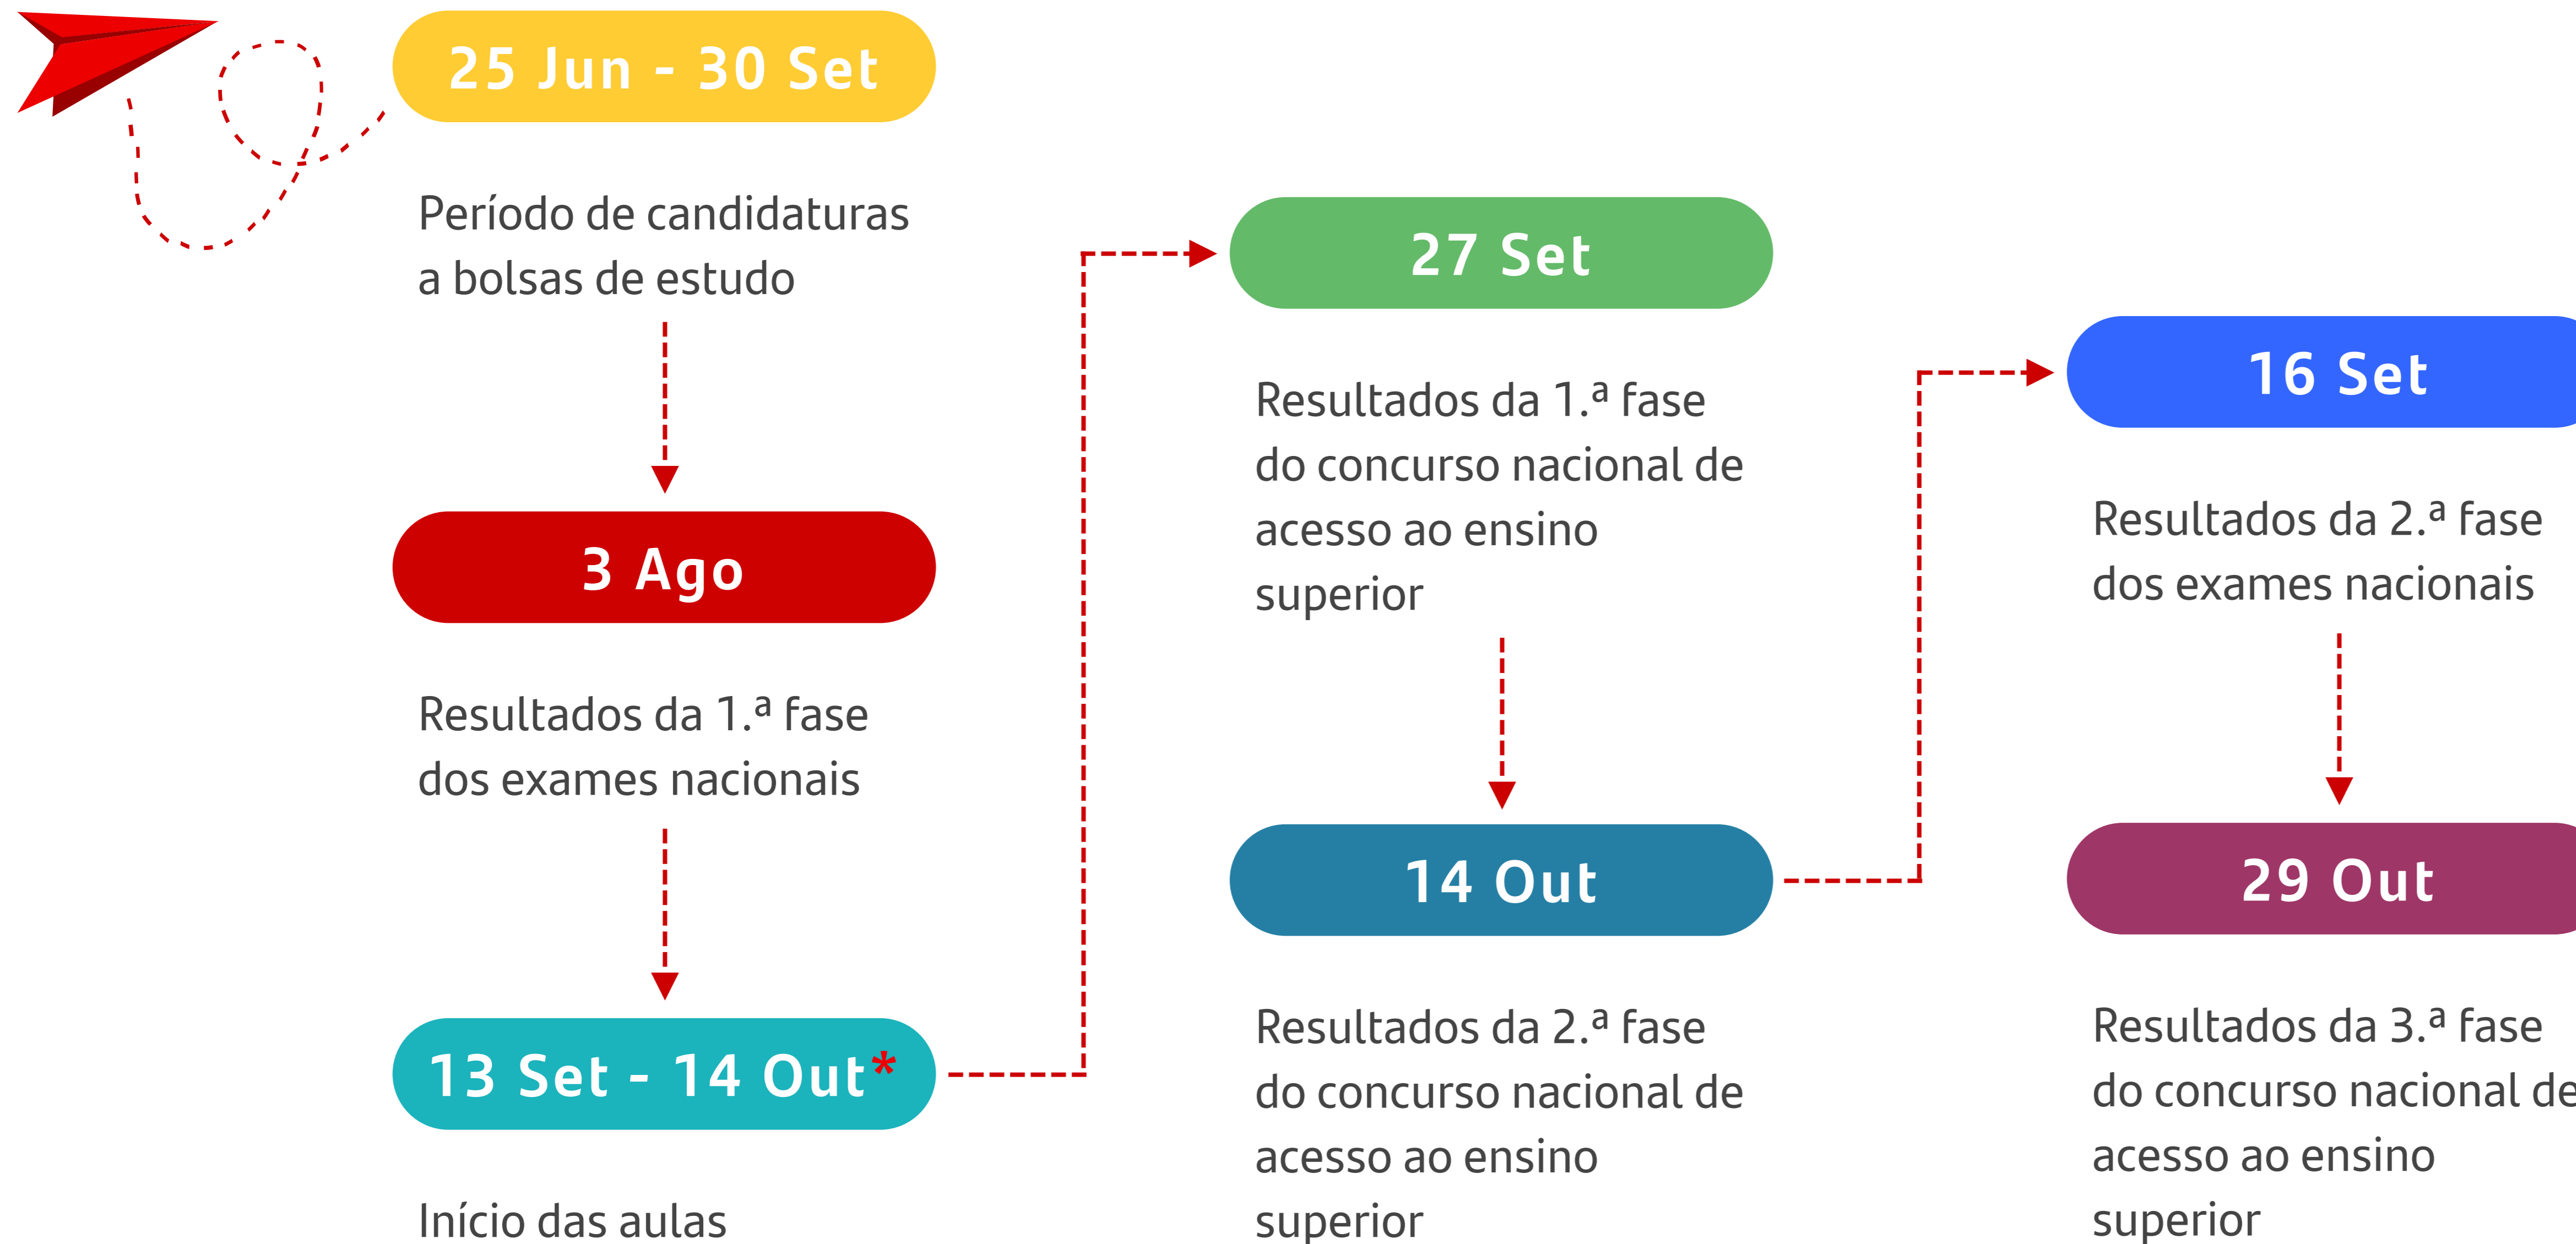 25 Jun - 30 Set
Período de candidaturas
a bolsas de estudo
3 Ago
Resultados da 1.ª fase
dos exames nacionais
13 Set - 14 Out*
Início das aulas
27 Set
Resultados da 1.ª fase
do concurso nacional de
acesso ao ensino
superior
14 Out
Resultados da 2.ª fase
do concurso nacional de
acesso ao ensino
superior
16 Set
Resultados da 2.ª fase
dos exames nacionais
29 Out
Resultados da 3.ª fase
do concurso nacional de
acesso ao ensino
superior